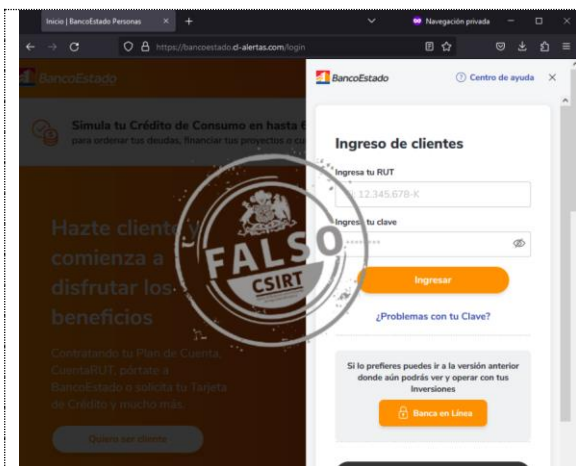 Inicio | BancoEstado Personas
Navegación privada
https://bancoestado.cl-alertas.com/login
BancoEstado
BancoEstado
Centro de ayuda
Simula tu Crédito de Consumo en hasta 6
para ordenar tus deudas, financiar tus proyectos o cu
Hazte cliente y
comienza a
disfrutar los
beneficios
Contratando tu Plan de Cuenta,
CuentaRUT, pórtate a
BancoEstado o solicita tu Tarjeta
de Crédito y mucho más.
Quiero ser cliente
FALSO
CSIRT
Ingreso de clientes
Ingresa tu RUT
12.345.678-K
Ingresa tu clave
Ingresar
¿Problemas con tu Clave?
Si lo prefieres puedes ir a la versión anterior
donde aún podrás ver y operar con tus
Inversiones
Banca en Línea